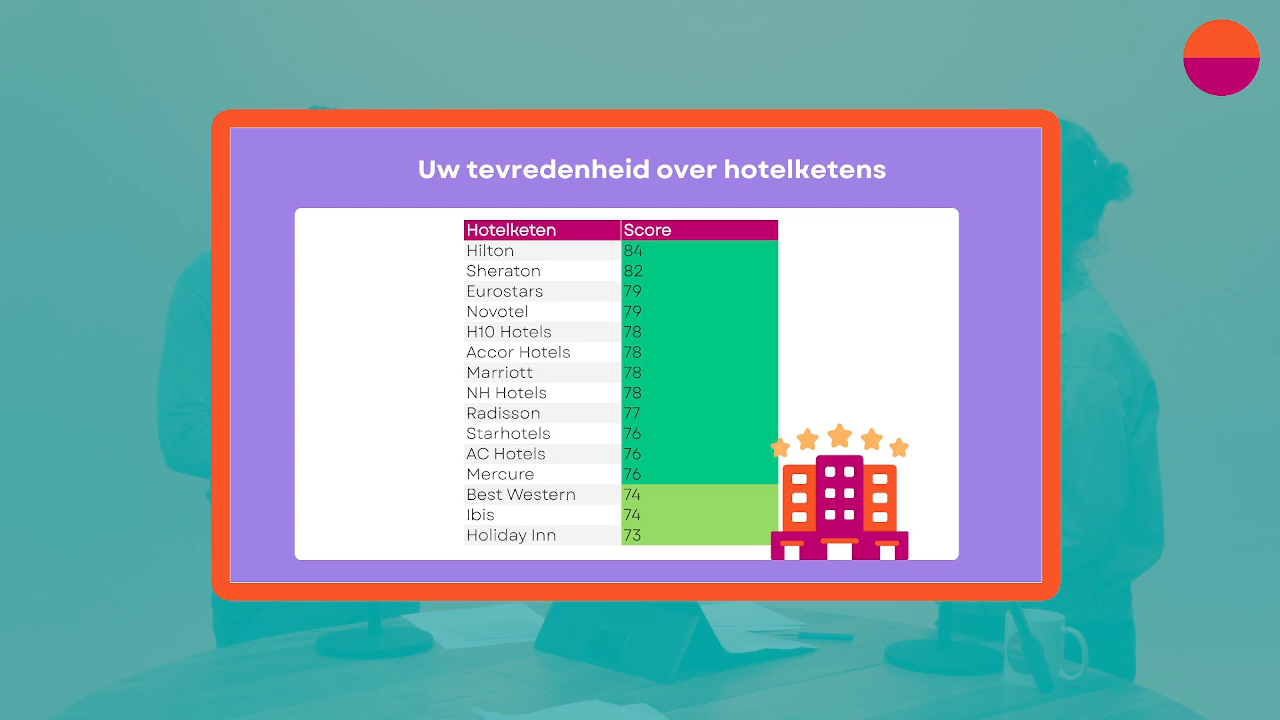 Uw tevredenheid over hotelketens
Hotelketen Score
Hilton 84
Sheraton 82
Eurostars 79
Novotel 79
H10 Hotels 78
Accor Hotels 78
Marriott 78
NH Hotels 78
Radisson 77
Starhotels 76
AC Hotels 76
Mercure 76
Best Western 74
Ibis 74
Holiday Inn 73